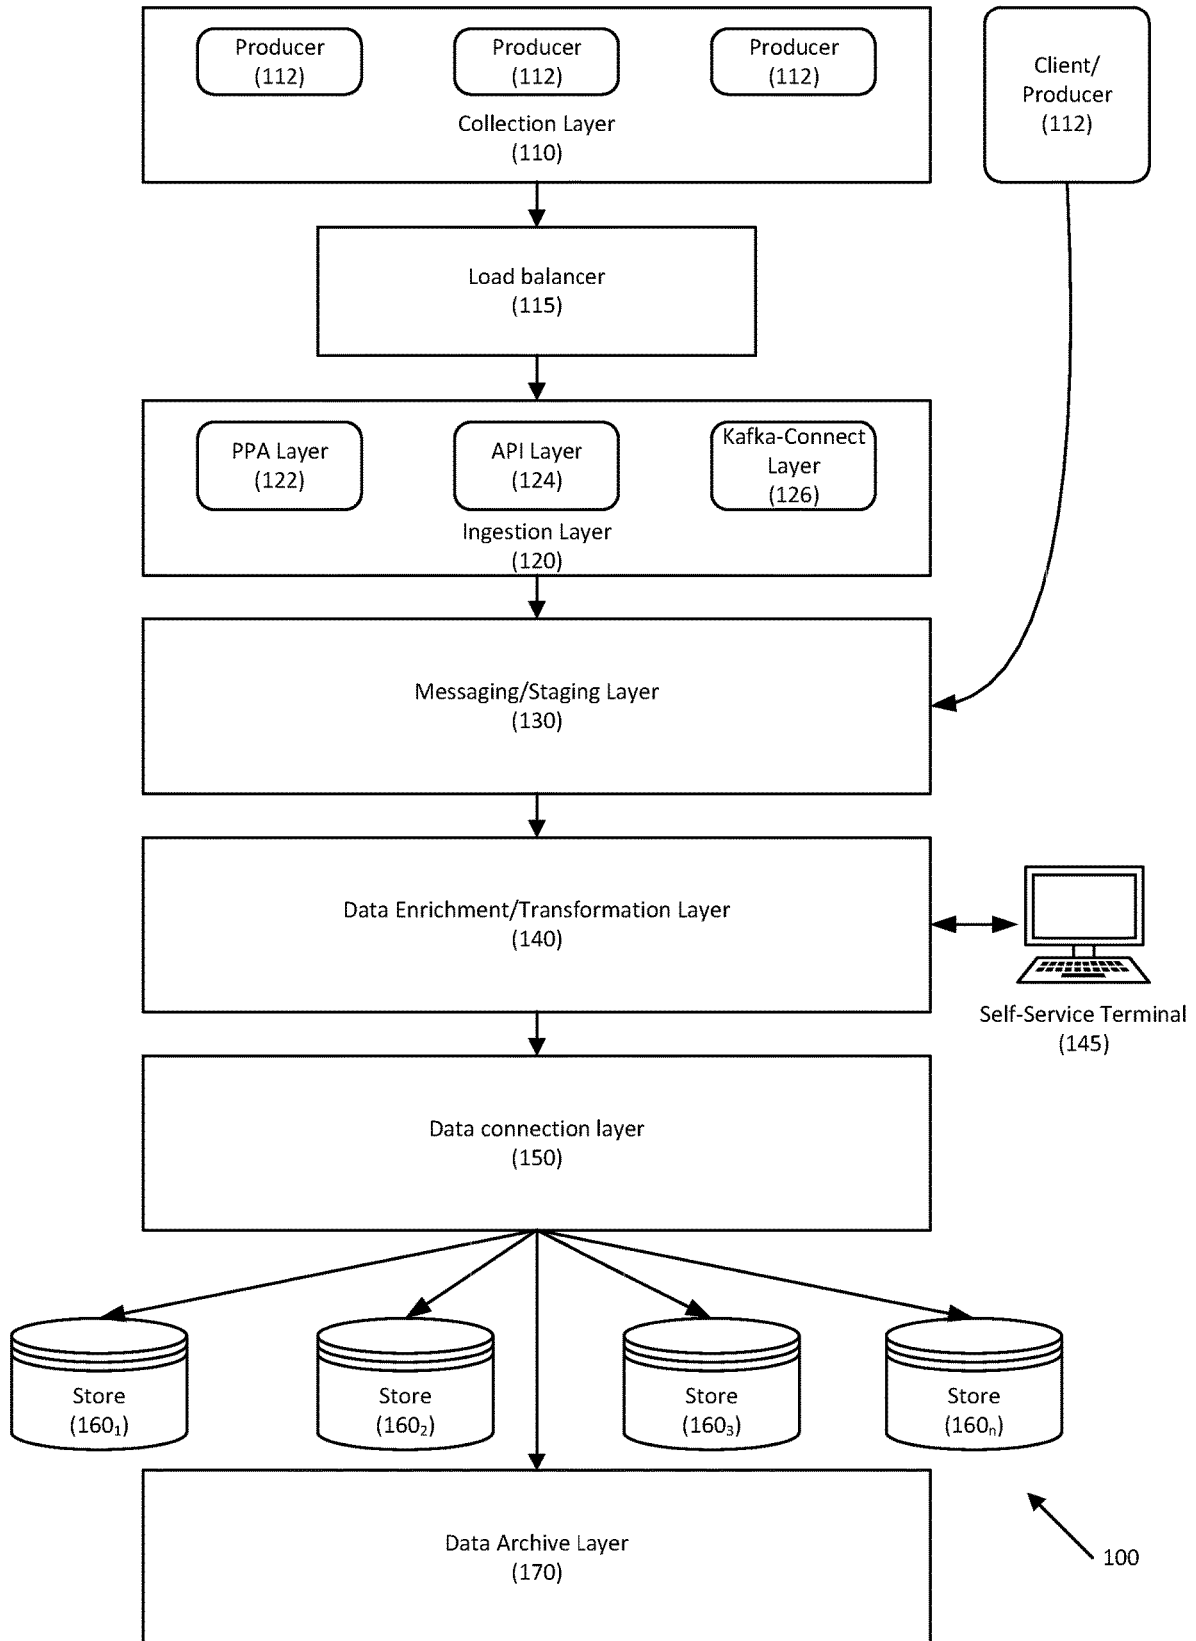 Producer
(112)
Producer
(112)
Producer
(112)
Collection Layer
(110)
Client/
Producer
(112)
Load balancer
(115)
PPA Layer
(122)
API Layer
(124)
Kafka-Connect
Layer
(126)
Ingestion Layer
(120)
Messaging/Staging Layer
(130)
Data Enrichment/Transformation Layer
(140)
Self-Service Terminal
(145)
Data connection layer
(150)
Store
(160₁)
Store
(160₂)
Store
(160₃)
Store
(160ₙ)
Data Archive Layer
(170)
100